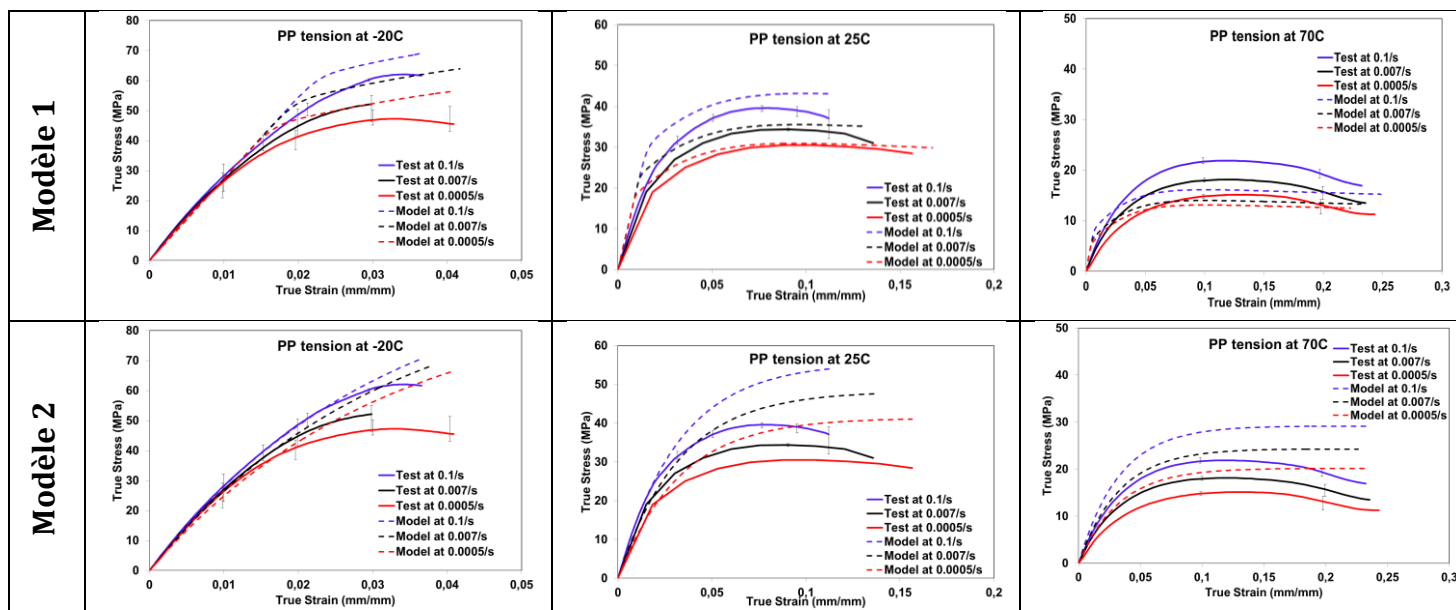 Modèle 1
PP tension at -20C
True Stress (MPa)
80
70
60
50
40
30
20
10
0
Test at 0.1/s
Test at 0.007/s
Test at 0.0005/s
Model at 0.1/s
Model at 0.007/s
Model at 0.0005/s
0 0,01 0,02 0,03 0,04 0,05
True Strain (mm/mm)
PP tension at 25C
True Stress (MPa)
60
50
40
30
20
10
0
Test at 0.1/s
Test at 0.007/s
Test at 0.0005/s
Model at 0.1/s
Model at 0.007/s
Model at 0.0005/s
0 0,05 0,1 0,15 0,2
True Strain (mm/mm)
PP tension at 70C
True Stress (MPa)
50
40
30
20
10
0
Test at 0.1/s
Test at 0.007/s
Test at 0.0005/s
Model at 0.1/s
Model at 0.007/s
Model at 0.0005/s
0 0,05 0,1 0,15 0,2 0,25 0,3
True Strain (mm/mm)
Modèle 2
PP tension at -20C
True Stress (MPa)
80
70
60
50
40
30
20
10
0
Test at 0.1/s
Test at 0.007/s
Test at 0.0005/s
Model at 0.1/s
Model at 0.007/s
Model at 0.0005/s
0 0,01 0,02 0,03 0,04 0,05
True Strain (mm/mm)
PP tension at 25C
True Stress (MPa)
60
50
40
30
20
10
0
Test at 0.1/s
Test at 0.007/s
Test at 0.0005/s
Model at 0.1/s
Model at 0.007/s
Model at 0.0005/s
0 0,05 0,1 0,15 0,2
True Strain (mm/mm)
PP tension at 70C
True Stress (MPa)
50
40
30
20
10
0
Test at 0.1/s
Test at 0.007/s
Test at 0.0005/s
Model at 0.1/s
Model at 0.007/s
Model at 0.0005/s
0 0,05 0,1 0,15 0,2 0,25 0,3
True Strain (mm/mm)